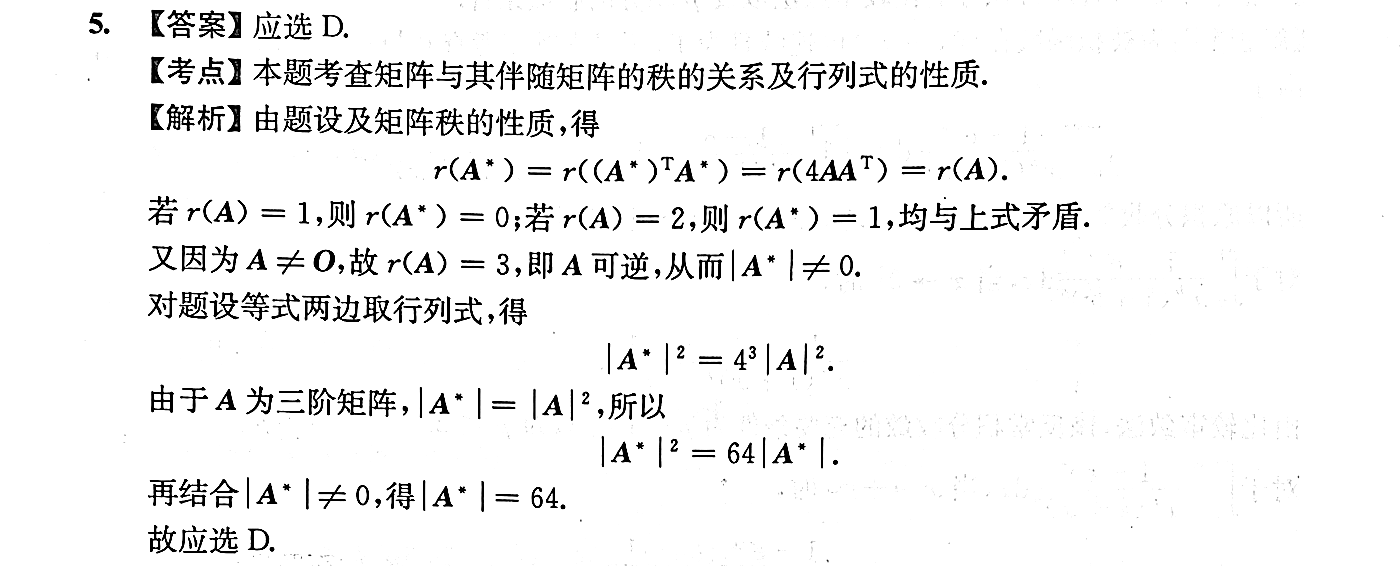 5. 【答案】应选 D.
【考点】本题考查矩阵与其伴随矩阵的秩的关系及行列式的性质.
【解析】由题设及矩阵秩的性质,得
r(A*) = r((A*)ᵀA*) = r(4AAᵀ) = r(A).
若 r(A) = 1,则 r(A*) = 0;若 r(A) = 2,则 r(A*) = 1,均与上式矛盾.
又因为 A ≠ O,故 r(A) = 3,即 A 可逆,从而|A*|≠ 0.
对题设等式两边取行列式,得
|A*|² = 4³|A|².
由于 A 为三阶矩阵,|A*| = |A|²,所以
|A*|² = 64|A*|.
再结合|A*|≠ 0,得|A*| = 64.
故应选 D.